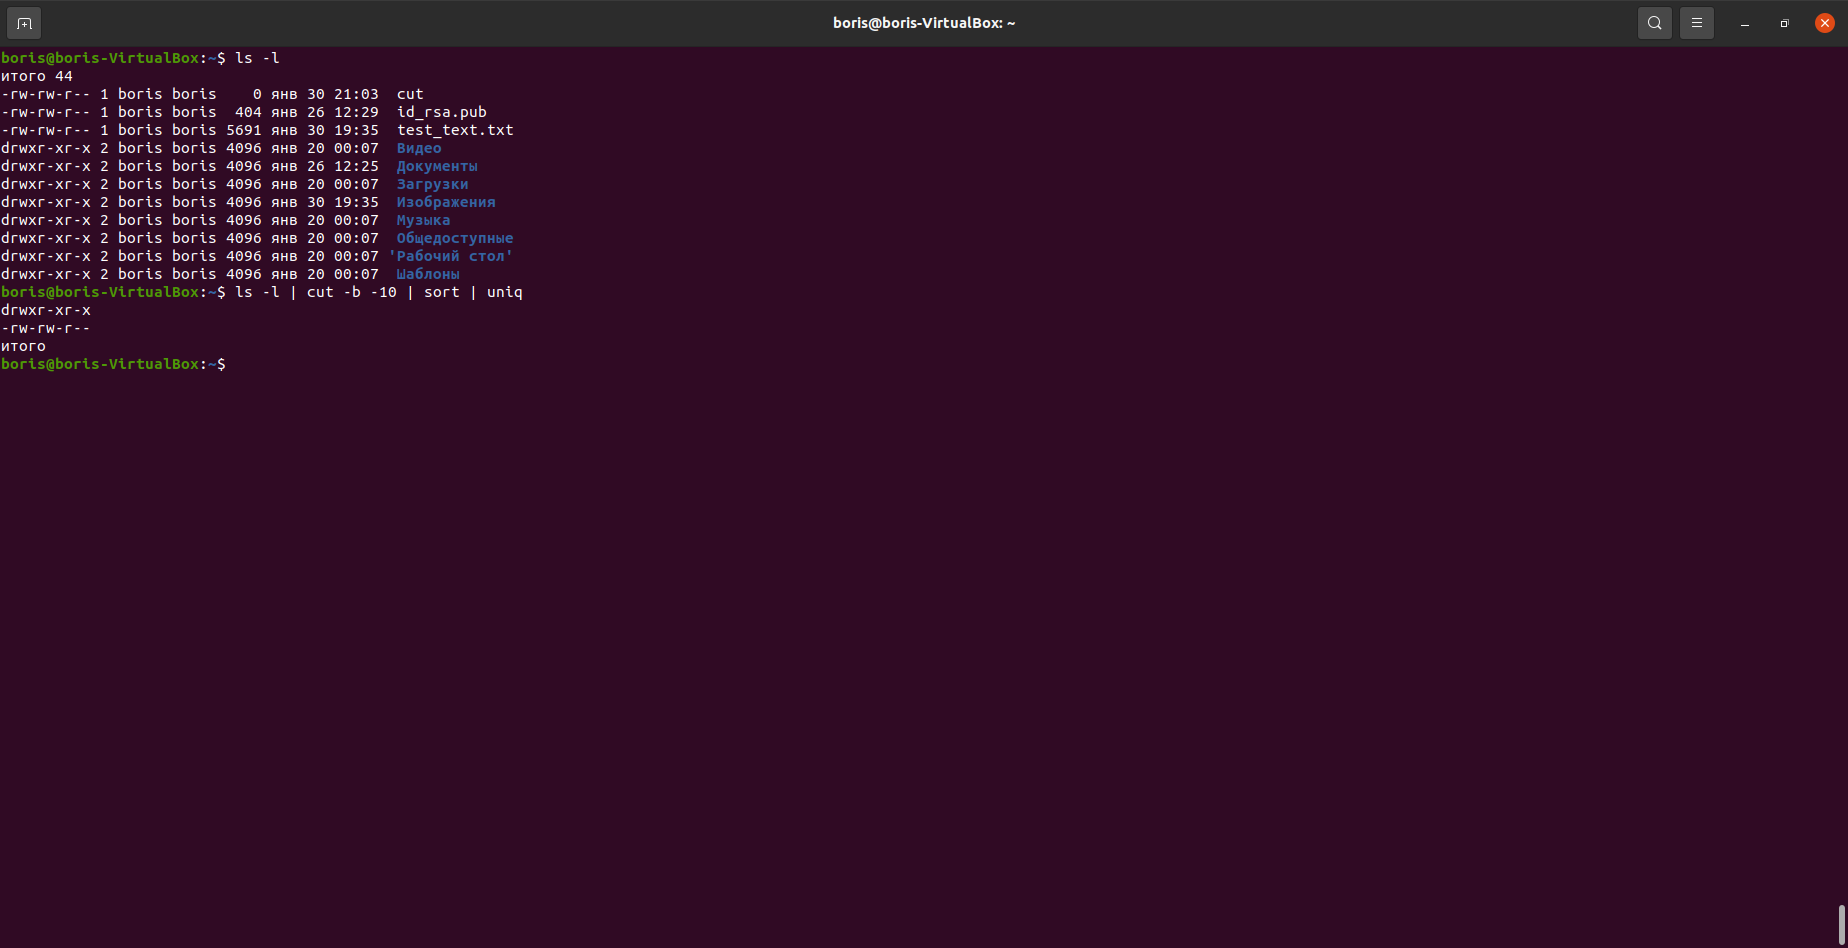 boris@boris-VirtualBox: ~
boris@boris-VirtualBox:~$ ls -l
итого 44
-rw-rw-r-- 1 boris boris    0 янв 30 21:03  cut
-rw-rw-r-- 1 boris boris  404 янв 26 12:29  id_rsa.pub
-rw-rw-r-- 1 boris boris 5691 янв 30 19:35  test_text.txt
drwxr-xr-x 2 boris boris 4096 янв 20 00:07  Видео
drwxr-xr-x 2 boris boris 4096 янв 26 12:25  Документы
drwxr-xr-x 2 boris boris 4096 янв 20 00:07  Загрузки
drwxr-xr-x 2 boris boris 4096 янв 30 19:35  Изображения
drwxr-xr-x 2 boris boris 4096 янв 20 00:07  Музыка
drwxr-xr-x 2 boris boris 4096 янв 20 00:07  Общедоступные
drwxr-xr-x 2 boris boris 4096 янв 20 00:07 'Рабочий стол'
drwxr-xr-x 2 boris boris 4096 янв 20 00:07  Шаблоны
boris@boris-VirtualBox:~$ ls -l | cut -b -10 | sort | uniq
drwxr-xr-x
-rw-rw-r--
итого
boris@boris-VirtualBox:~$